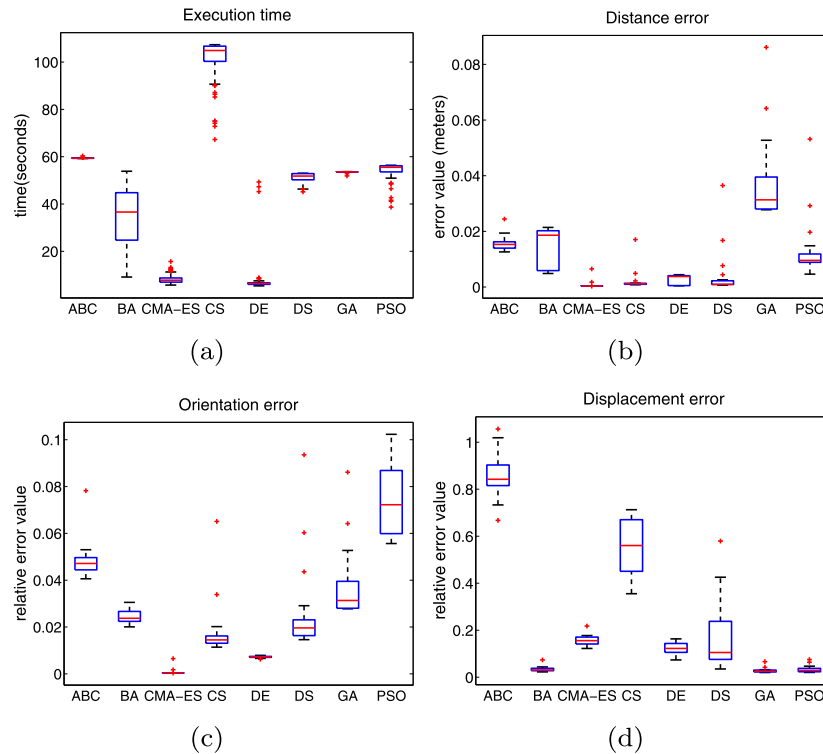 Execution time
time(seconds)
100
80
60
40
20
ABC BA CMA-ES CS DE DS GA PSO
(a)
Distance error
error value (meters)
0.08
0.06
0.04
0.02
0
ABC BA CMA-ES CS DE DS GA PSO
(b)
Orientation error
relative error value
0.1
0.08
0.06
0.04
0.02
0
ABC BA CMA-ES CS DE DS GA PSO
(c)
Displacement error
relative error value
1
0.8
0.6
0.4
0.2
0
ABC BA CMA-ES CS DE DS GA PSO
(d)